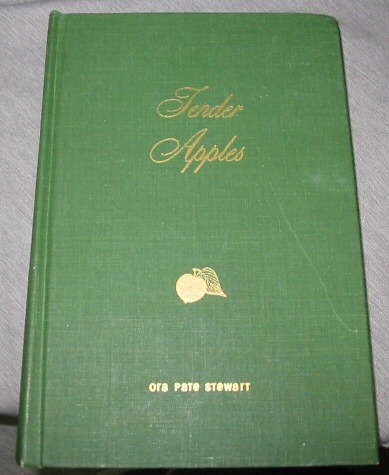 Tender
Apples
ora pate stewart